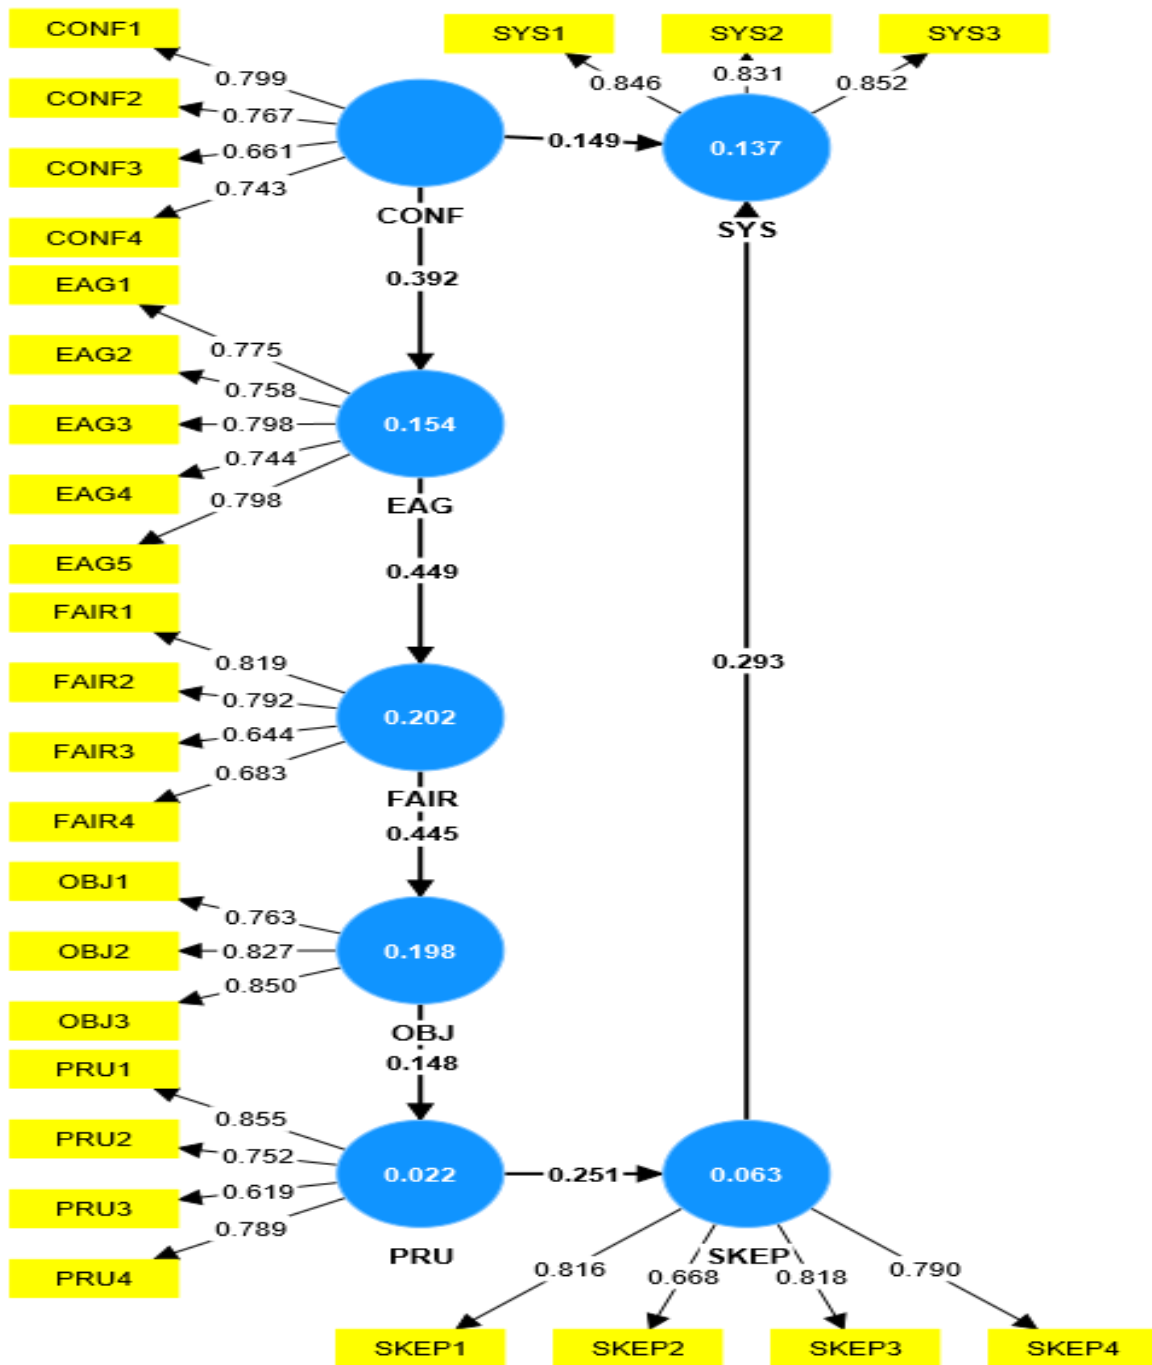 CONF1
SYS1
SYS2
SYS3
0.799
0.846
0.831
0.852
CONF2
0.767
0.149
0.137
CONF3
0.661
0.743
CONF
SYS
CONF4
0.392
EAG1
0.775
EAG2
0.758
EAG3
0.798
0.154
0.744
EAG4
0.798
EAG
EAG5
0.449
FAIR1
0.819
0.293
FAIR2
0.792
0.202
0.644
FAIR3
0.683
FAIR
FAIR4
0.445
OBJ1
0.763
OBJ2
0.827
0.198
0.850
OBJ3
OBJ
0.148
PRU1
0.855
PRU2
0.752
0.022
0.251
0.063
0.619
PRU3
0.789
PRU
SKEP
PRU4
0.816
0.668
0.818
0.790
SKEP1
SKEP2
SKEP3
SKEP4